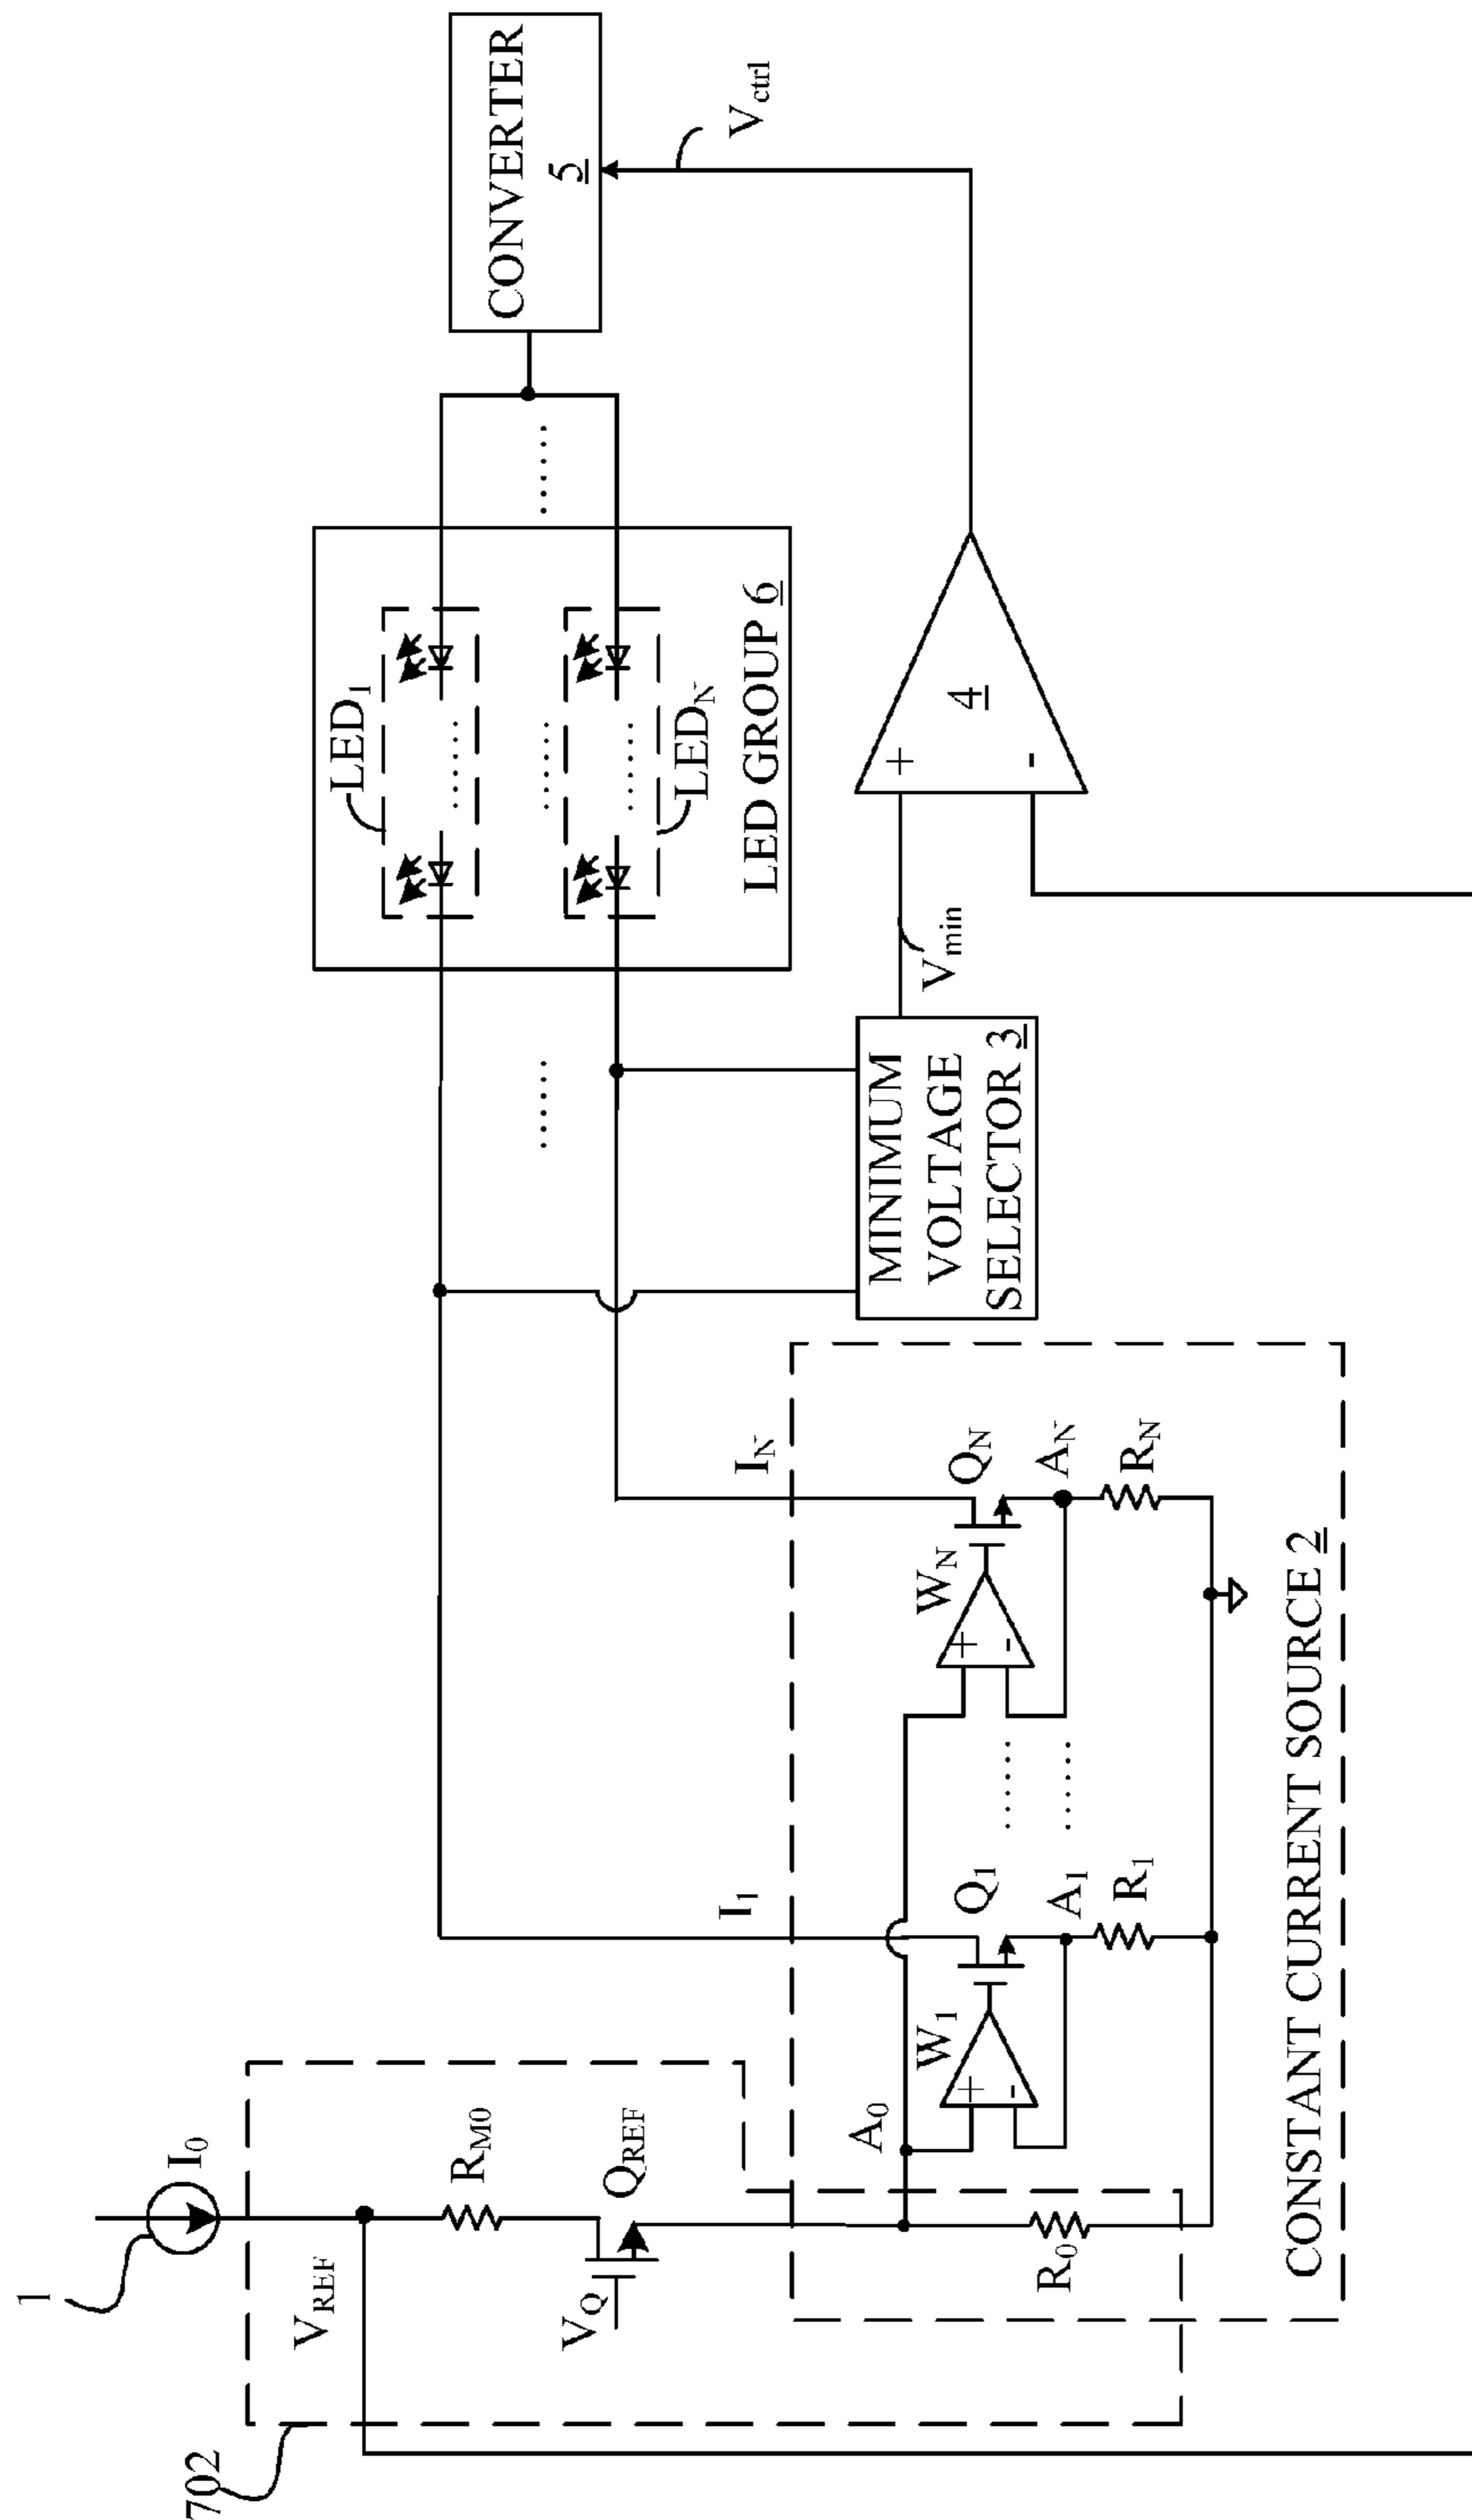 1
I0
702
VREF
RM0
QREF
VQ
A0
R0
W1
+
-
Q1
A1
R1
I1
WN
+
-
QN
AN
RN
IN
CONSTANT CURRENT SOURCE 2
MINIMUM
VOLTAGE
SELECTOR 3
Vmin
+
-
4
LED1
LEDN
LED GROUP 6
CONVERTER
5
Vctrl